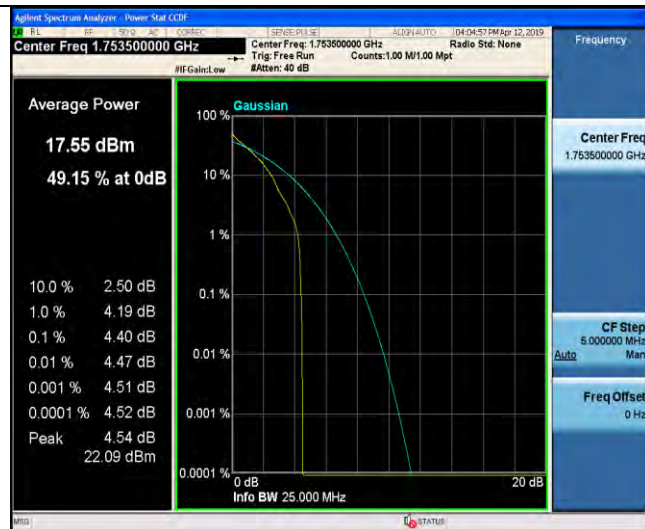 Agilent Spectrum Analyzer - Power Stat CCDF
RL RF 50 Ω AC CORREC SENSE:PULSE ALIGN AUTO 04:04:57 PM Apr 12, 2019
Center Freq 1.753500000 GHz
Center Freq: 1.753500000 GHz Radio Std: None
Trig: Free Run Counts:1.00 M/1.00 Mpt
#IFGain:Low #Atten: 40 dB
Frequency
Average Power
17.55 dBm
49.15 % at 0dB
10.0 % 2.50 dB
1.0 % 4.19 dB
0.1 % 4.40 dB
0.01 % 4.47 dB
0.001 % 4.51 dB
0.0001 % 4.52 dB
Peak 4.54 dB
22.09 dBm
Gaussian
100 %
10 %
1 %
0.1 %
0.01 %
0.001 %
0.0001 %
0 dB 20 dB
Info BW 25.000 MHz
Center Freq
1.753500000 GHz
CF Step
5.000000 MHz
Auto Man
Freq Offset
0 Hz
MSG STATUS